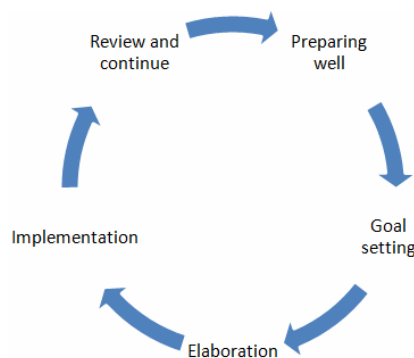 Review and
continue
Preparing
well
Goal
setting
Elaboration
Implementation